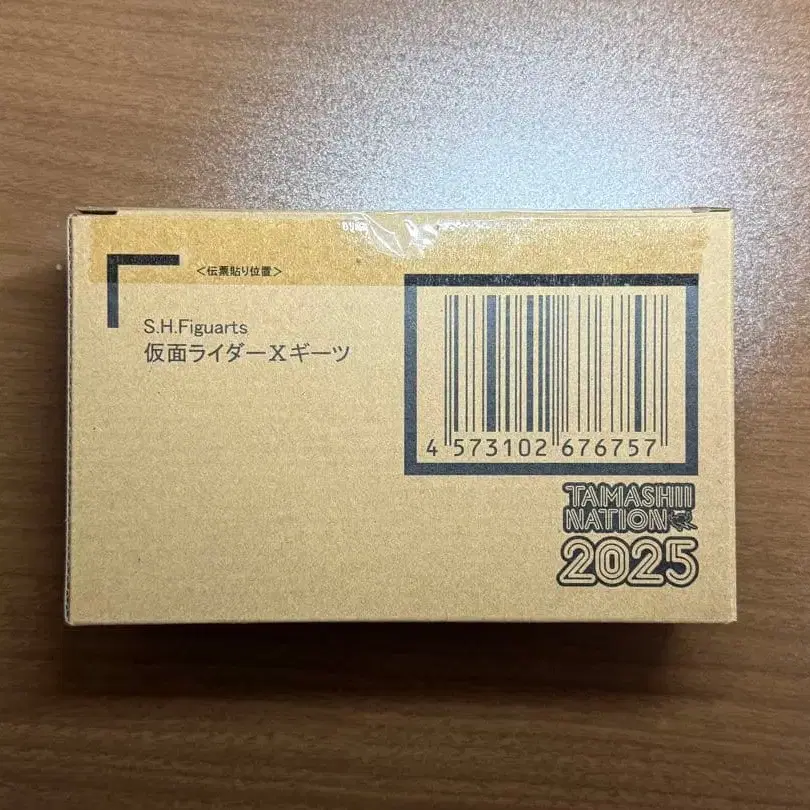 ＜伝票貼り位置＞
S.H.Figuarts
仮面ライダーXギーツ
4 573102 676757
TAMASHII
NATION
2025